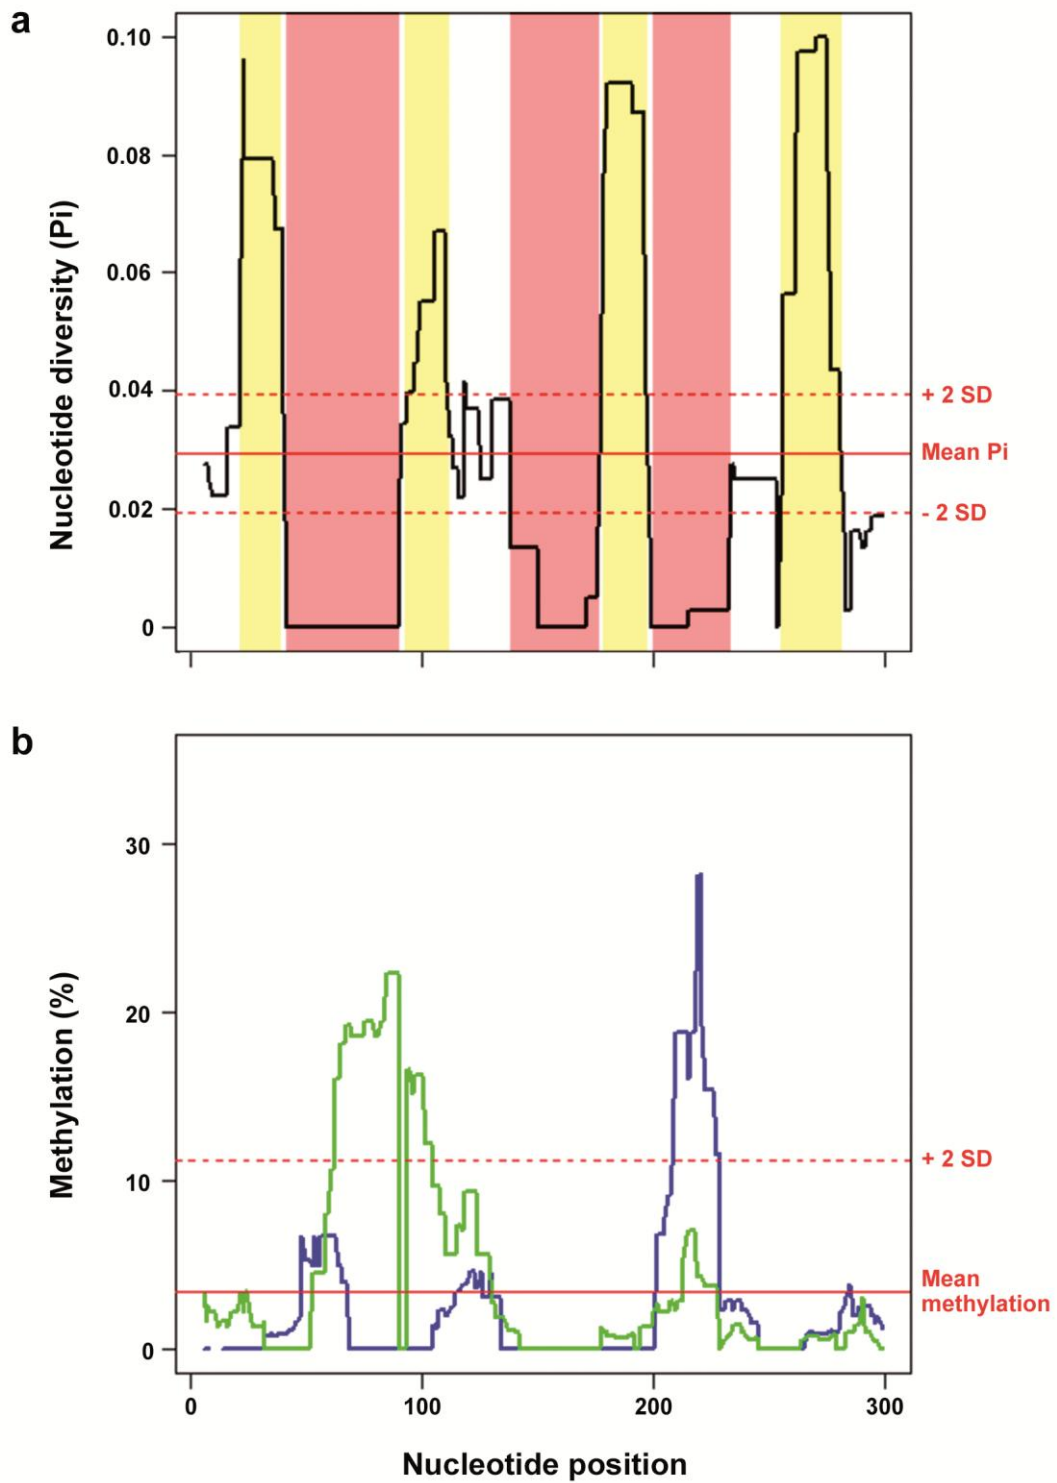 a
Nucleotide diversity (Pi)
0.10
0.08
0.06
0.04
0.02
0
+ 2 SD
Mean Pi
- 2 SD
b
Methylation (%)
30
20
10
0
+ 2 SD
Mean
methylation
0 100 200 300
Nucleotide position